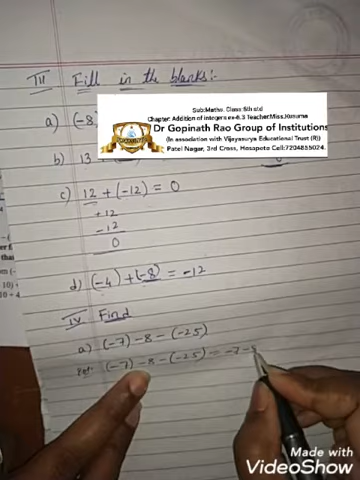 III Fill in the blanks:-
a) (-8)
Sub:Maths. Class:6th std
Chapter: Addition of integers ex-6.3 Teacher:Miss.Kusuma
Dr Gopinath Rao Group of Institutions
(In association with Vijayasurya Educational Trust (R))
Patel Nagar, 3rd Cross, Hosapete Cell:7204855024.
b) 13
c) 12 + (-12) = 0
+ 12
- 12
0
d) (-4) + (-8) = -12
IV Find
a) (-7) -8 - (-25)
(-7) -8 - (-25) = -7-8
Made with
VideoShow